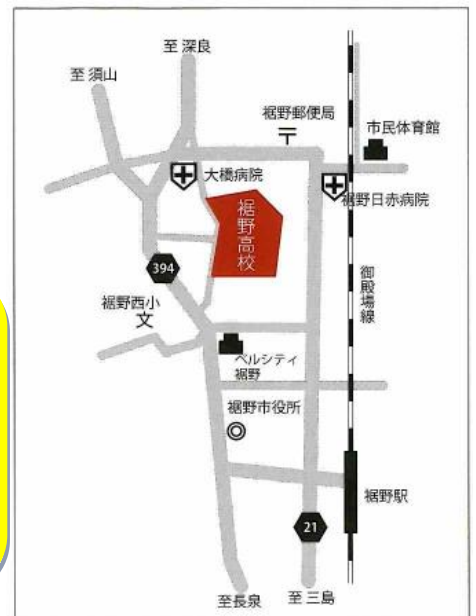 至 深良
至 須山
裾野郵便局
〒
市民体育館
大橋病院
裾野日赤病院
裾野高校
394
御殿場線
裾野西小
文
ベルシティ
裾野
裾野市役所
裾野駅
21
至長泉
至 三島